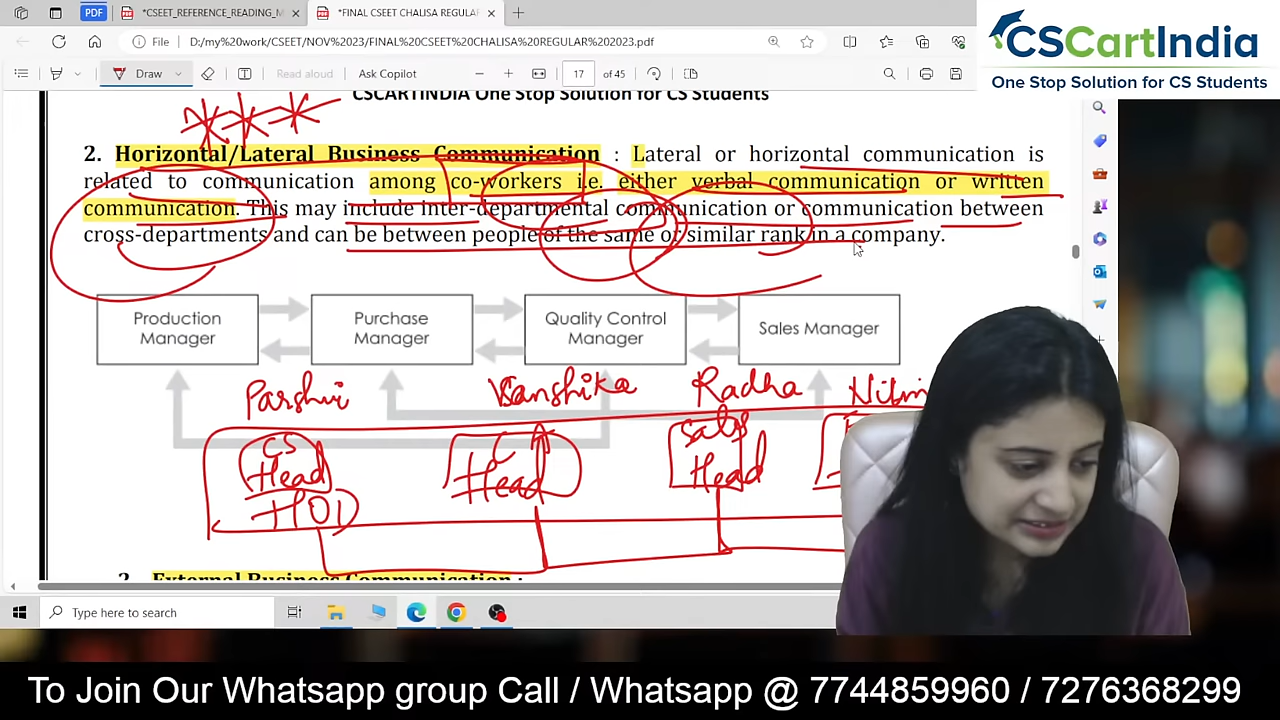 PDF
*CSEET_REFERENCE_READING_M
*FINAL CSEET CHALISA REGULAR
File
D:/my%20work/CSEET/NOV%202023/FINAL%20CSEET%20CHALISA%20REGULAR%202023.pdf
Draw
Read aloud
Ask Copilot
17 of 45
CSCartIndia
One Stop Solution for CS Students
CSCARTINDIA One Stop Solution for CS Students
2. Horizontal/Lateral Business Communication : Lateral or horizontal communication is
related to communication among co-workers i.e. either verbal communication or written
communication. This may include inter-departmental communication or communication between
cross-departments and can be between people of the same or similar rank in a company.
Production Manager
Purchase Manager
Quality Control Manager
Sales Manager
Parshvi
Vanshika
Radha
Nitin
CS Head
HOD
Head
Sales Head
External Business Communication :
Type here to search
To Join Our Whatsapp group Call / Whatsapp @ 7744859960 / 7276368299